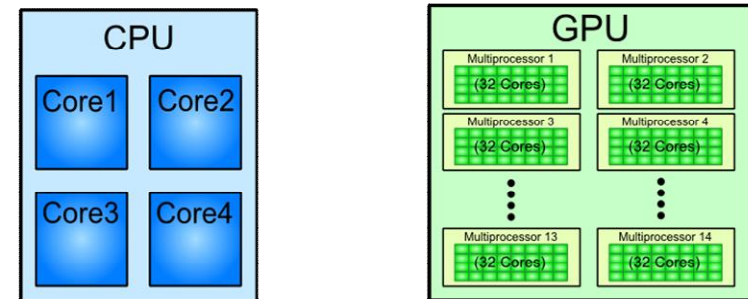 CPU
Core1 Core2
Core3 Core4
GPU
Multiprocessor 1 Multiprocessor 2
(32 Cores) (32 Cores)
Multiprocessor 3 Multiprocessor 4
(32 Cores) (32 Cores)
Multiprocessor 13 Multiprocessor 14
(32 Cores) (32 Cores)